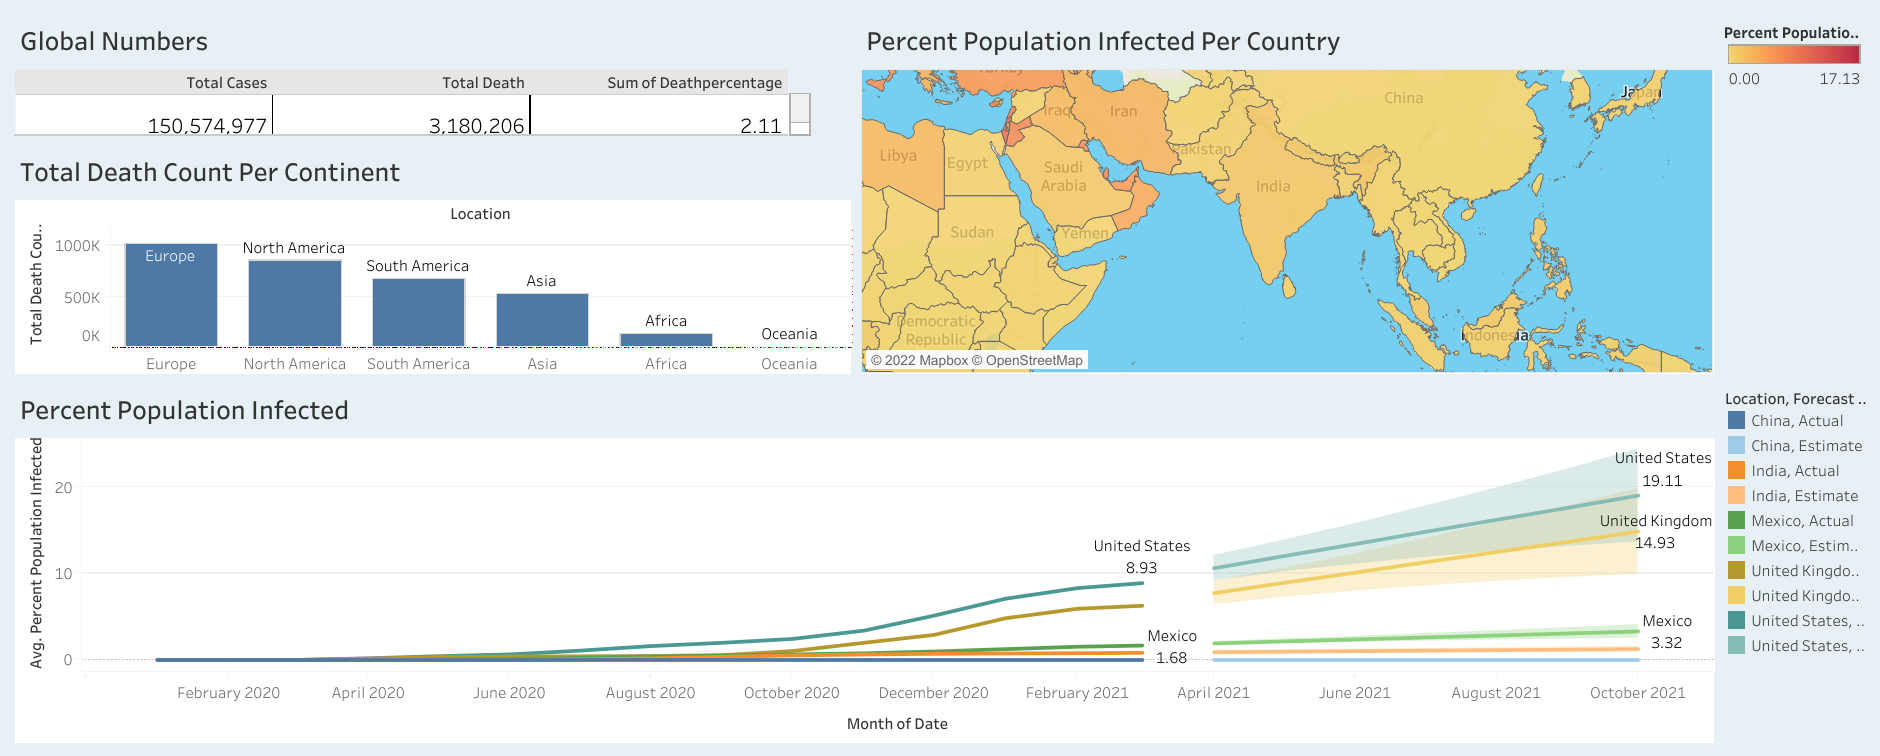 Global Numbers
Total Cases Total Death Sum of Deathpercentage
150,574,977 3,180,206 2.11
Total Death Count Per Continent
Location
Total Death Cou..
1000K
500K
0K
Europe
North America
South America
Asia
Africa
Oceania
Europe North America South America Asia Africa Oceania
Percent Population Infected Per Country
Turkey
China
Japan
Iraq
Iran
Libya
Egypt
Pakistan
Saudi
Arabia
India
Sudan
Yemen
Democratic
Republic
Indonesia
© 2022 Mapbox © OpenStreetMap
Percent Populatio..
0.00 17.13
Percent Population Infected
Avg. Percent Population Infected
20
10
0
United States
8.93
Mexico
1.68
United States
19.11
United Kingdom
14.93
Mexico
3.32
February 2020 April 2020 June 2020 August 2020 October 2020 December 2020 February 2021 April 2021 June 2021 August 2021 October 2021
Month of Date
Location, Forecast ..
China, Actual
China, Estimate
India, Actual
India, Estimate
Mexico, Actual
Mexico, Estim..
United Kingdo..
United Kingdo..
United States, ..
United States, ..